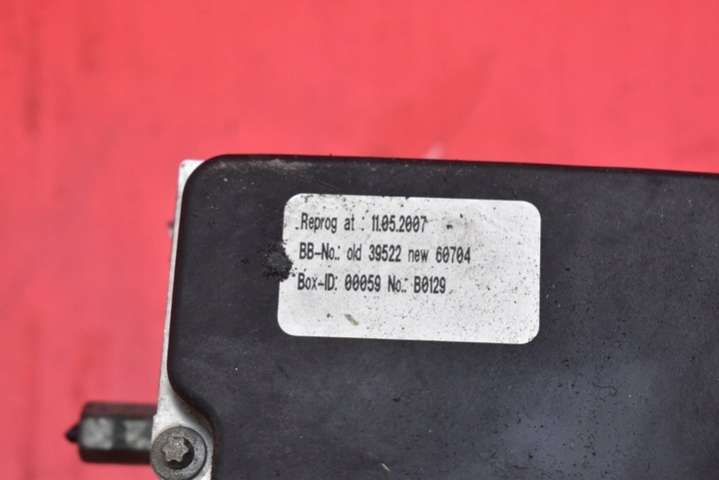 Reprog at : 11.05.2007
BB-No.: old 39522 new 60704
Box-ID: 00059 No.: B0129